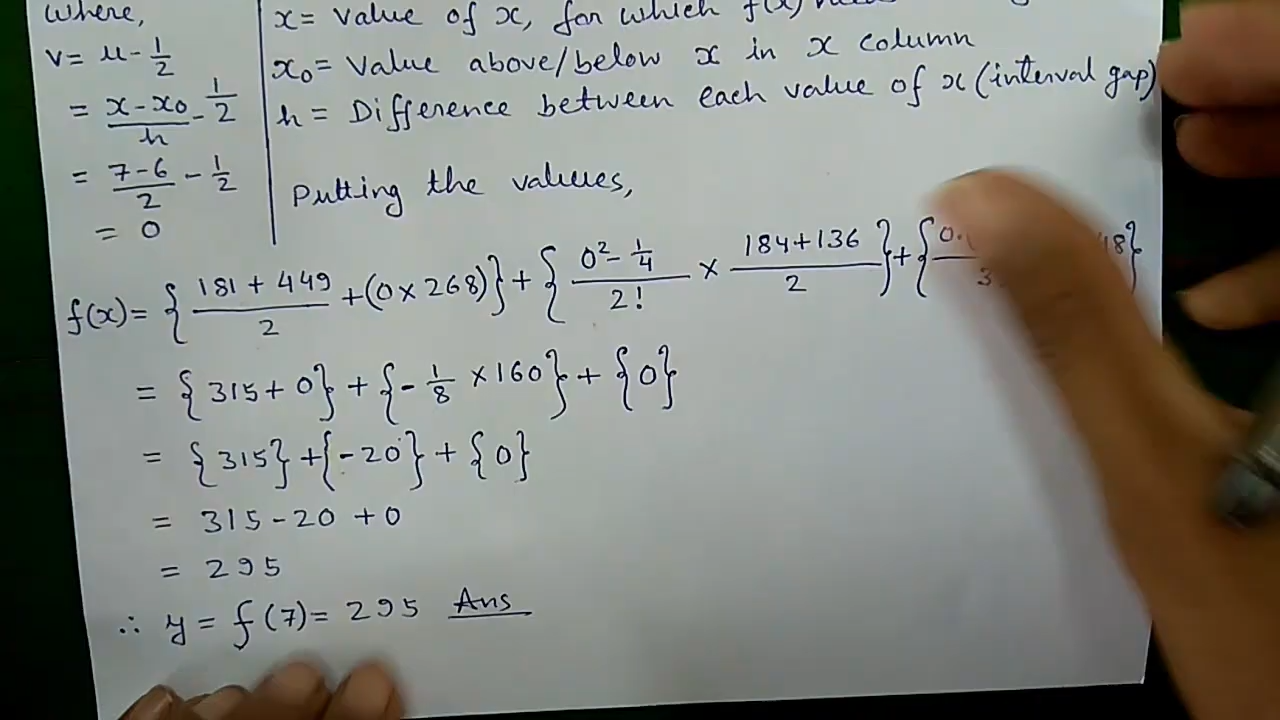 where,
v = u - 1/2
= x - x₀/h - 1/2
= 7-6/2 - 1/2
= 0
x = value of x, for which f(x)
x₀ = value above/below x in x column
h = Difference between each value of x (interval gap)
Putting the values,
f(x) = {181 + 449/2 + (0 × 268)} + {0² - 1/4/2! × 184 + 136/2} + {0.
= {315 + 0} + {- 1/8 × 160} + {0}
= {315} + {-20} + {0}
= 315 - 20 + 0
= 295
∴ y = f(7) = 295 Ans